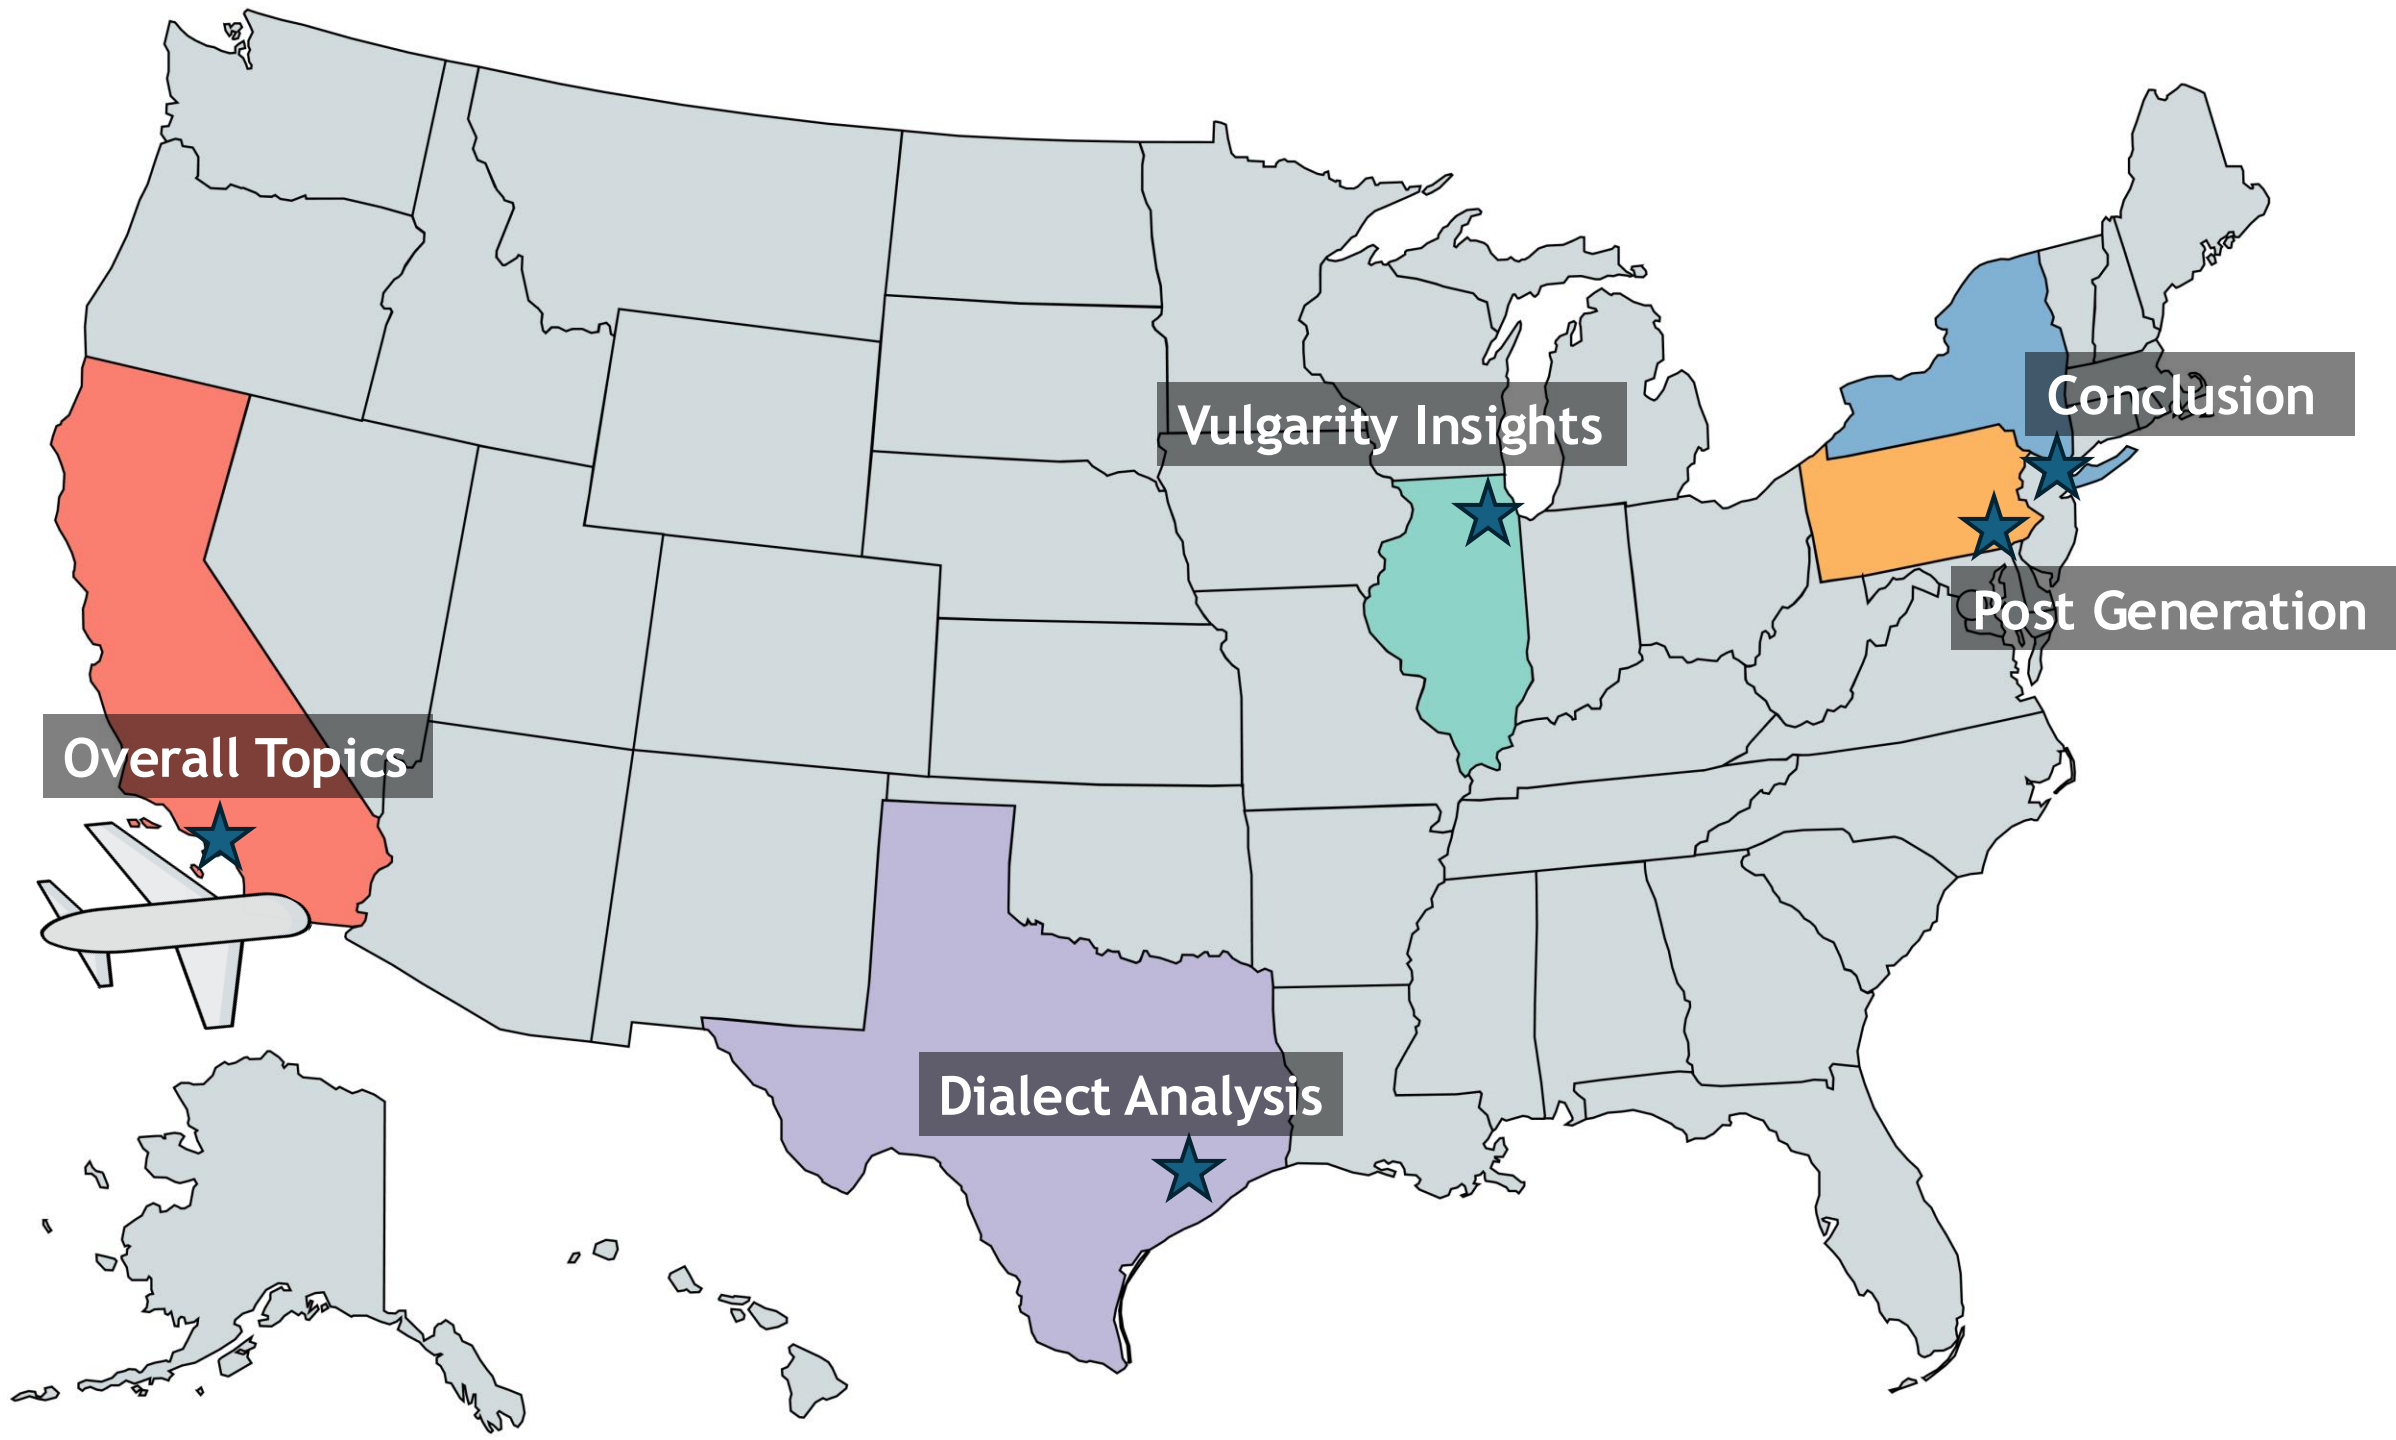 Conclusion
Vulgarity Insights
Post Generation
Overall Topics
Dialect Analysis